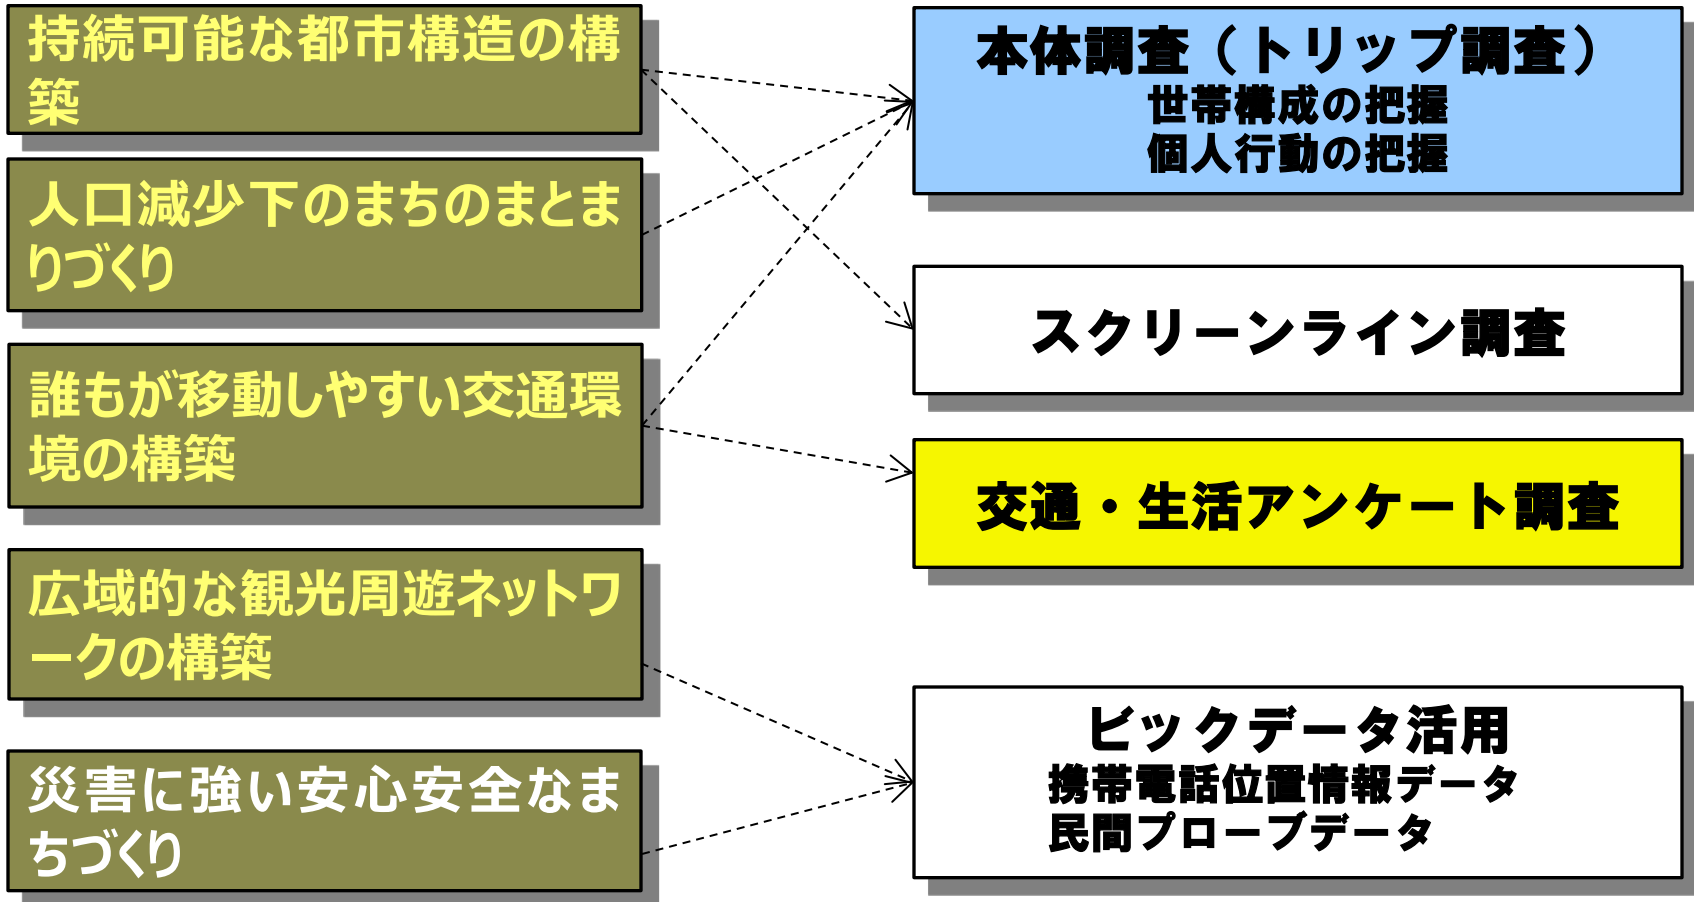 持続可能な都市構造の構
築
人口減少下のまちのまとま
りづくり
誰もが移動しやすい交通環
境の構築
広域的な観光周遊ネットワ
ークの構築
災害に強い安心安全なま
ちづくり
本体調査（トリップ調査）
世帯構成の把握
個人行動の把握
スクリーンライン調査
交通・生活アンケート調査
ビックデータ活用
携帯電話位置情報データ
民間プローブデータ